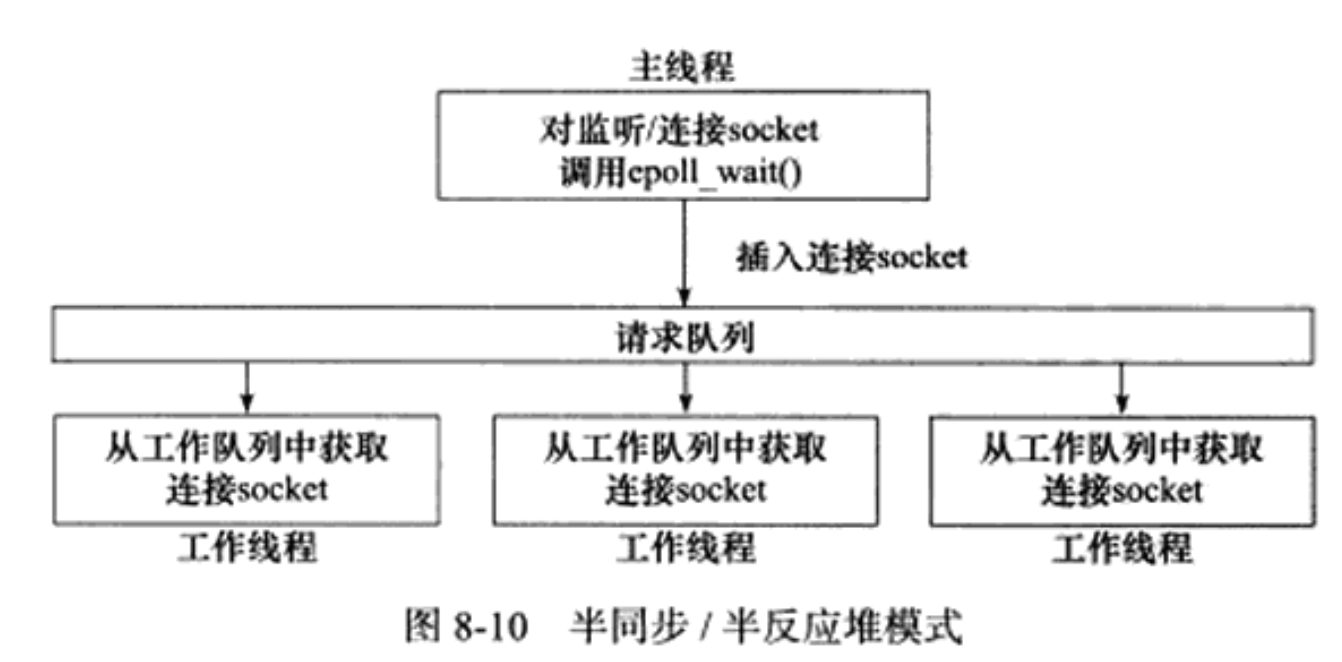 主线程
对监听/连接socket
调用epoll_wait()
插入连接socket
请求队列
从工作队列中获取
连接socket
工作线程
从工作队列中获取
连接socket
工作线程
从工作队列中获取
连接socket
工作线程
图 8-10 半同步 / 半反应堆模式